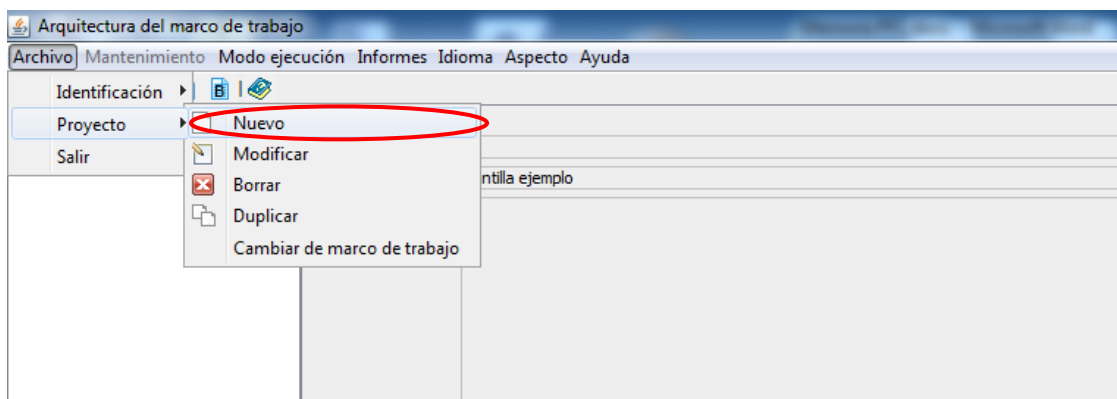 Arquitectura del marco de trabajo
Archivo Mantenimiento Modo ejecución Informes Idioma Aspecto Ayuda
Identificación
Proyecto
Salir
Nuevo
Modificar
Borrar
Duplicar
Cambiar de marco de trabajo
ntilla ejemplo